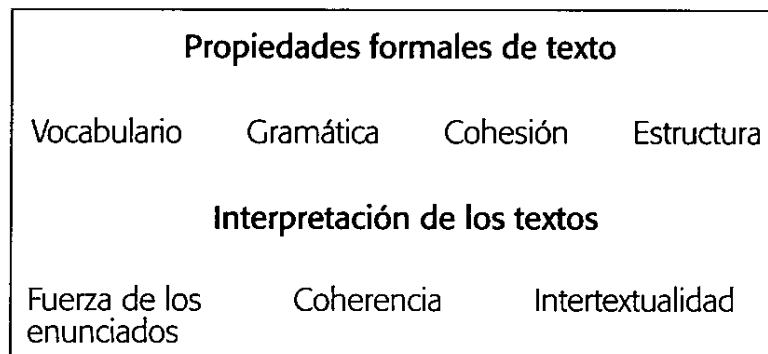 Propiedades formales de texto
Vocabulario Gramática Cohesión Estructura
Interpretación de los textos
Fuerza de los Coherencia Intertextualidad
enunciados